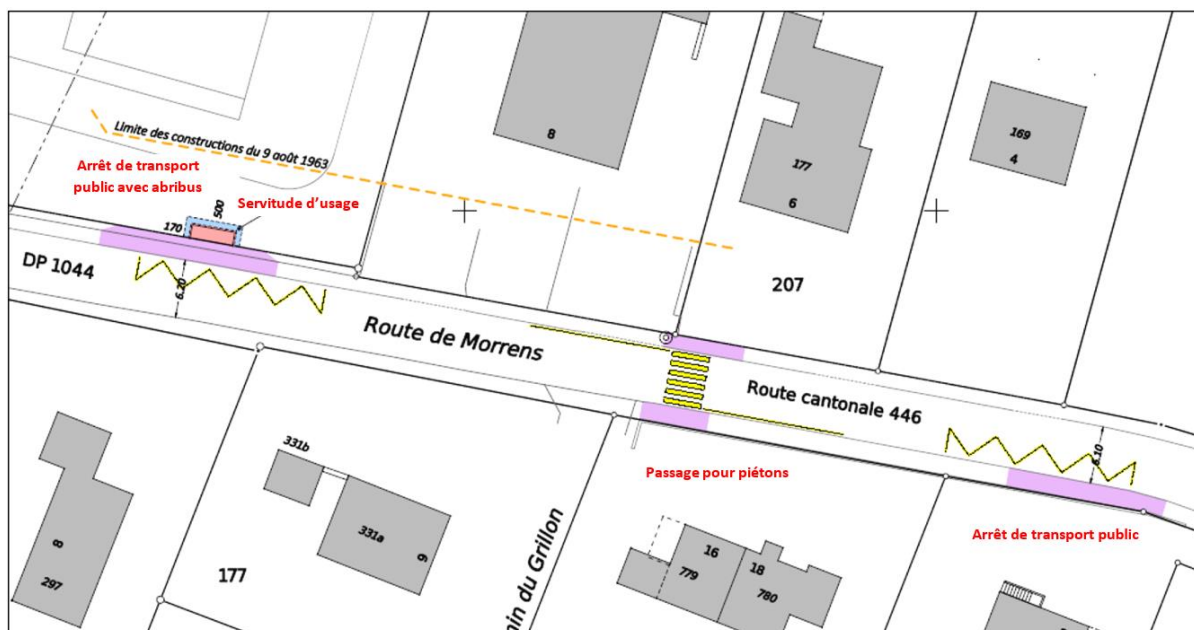 Limite des constructions du 9 août 1963
Arrêt de transport
public avec abribus
Servitude d'usage
500
170
DP 1044
6.20
Route de Morrens
Route cantonale 446
6.10
8
177
6
169
4
207
Passage pour piétons
Arrêt de transport public
331b
331a
9
8
297
177
min du Grillon
16
779
18
780